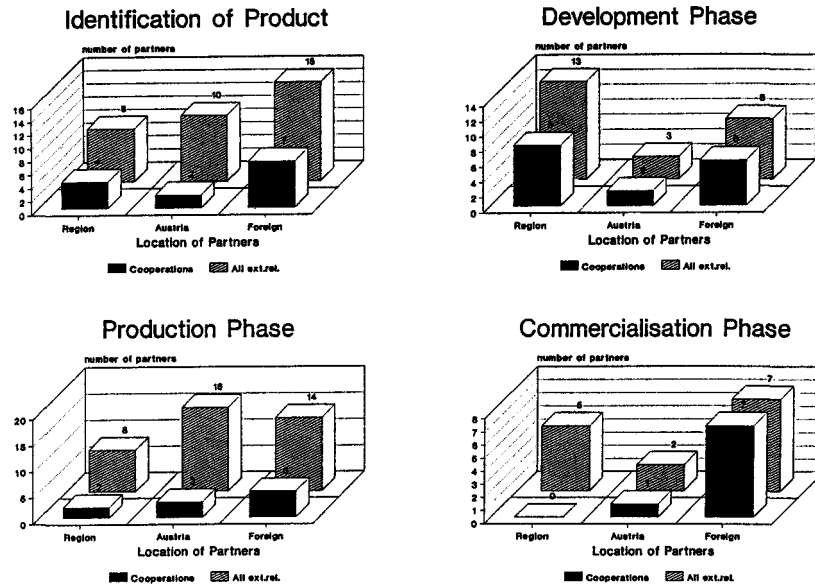 Identification of Product
number of partners
15
10
8
16
14
12
10
8
6
4
2
0
Region Austria Foreign
Location of Partners
Cooperations All ext.rel.
Development Phase
number of partners
13
8
3
14
12
10
8
6
4
2
0
Region Austria Foreign
Location of Partners
Cooperations All ext.rel.
Production Phase
number of partners
16
14
8
20
15
10
5
0
Region Austria Foreign
Location of Partners
Cooperations All ext.rel.
Commercialisation Phase
number of partners
7
5
2
8
7
6
5
4
3
2
1
0
0
1
Region Austria Foreign
Location of Partners
Cooperations All ext.rel.